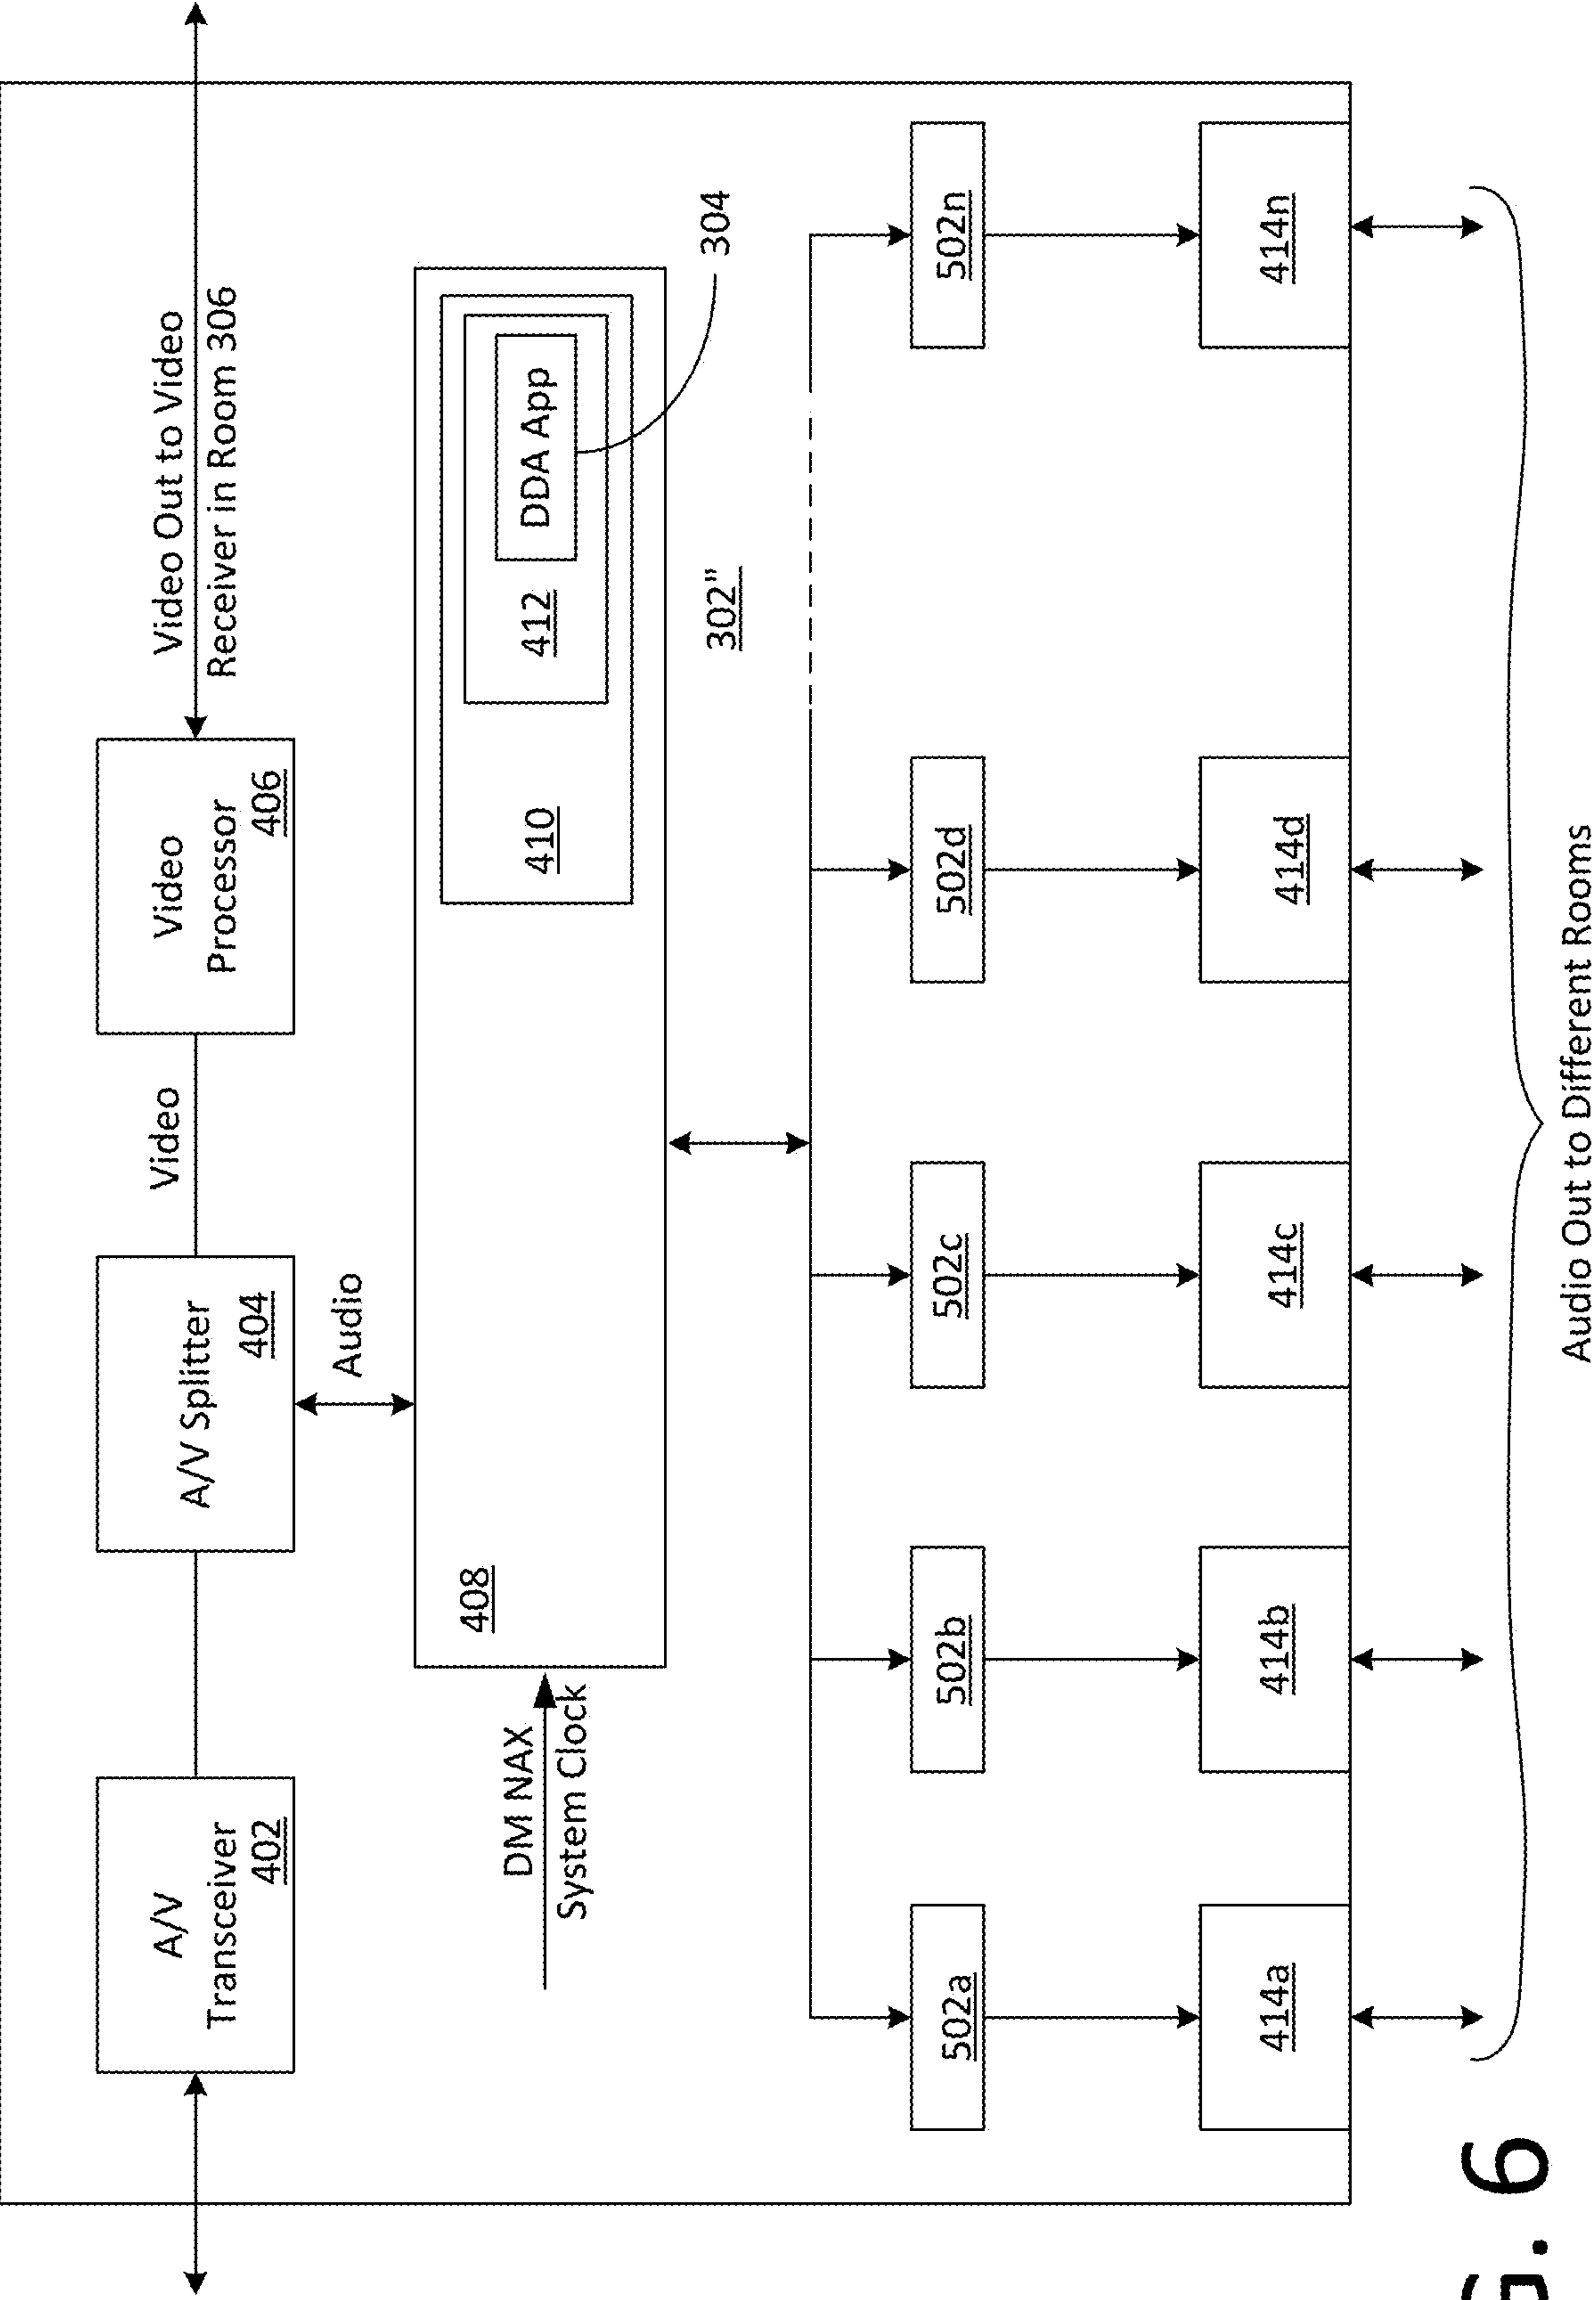 Video Out to Video
Receiver in Room 306
A/V
Transceiver
402
A/V Splitter
404
Video
Video
Processor
406
Audio
DM NAX
System Clock
408
410
412
DDA App
304
302"
502a
502b
502c
502d
502n
414a
414b
414c
414d
414n
Audio Out to Different Rooms
G. 6